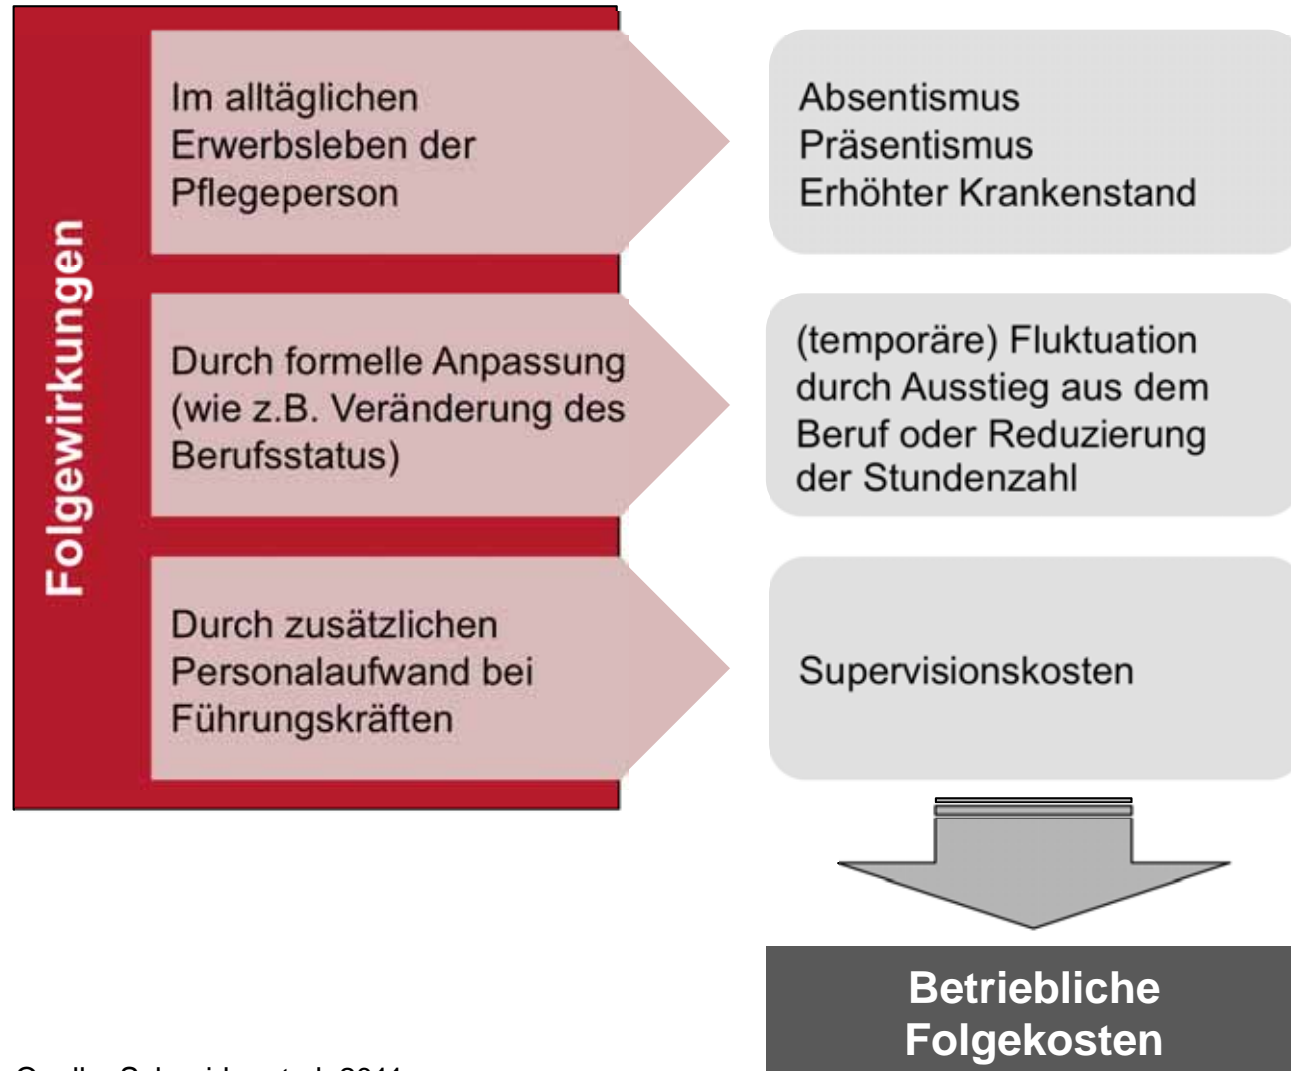 Folgewirkungen
Im alltäglichen
Erwerbsleben der
Pflegeperson
Absentismus
Präsentismus
Erhöhter Krankenstand
Durch formelle Anpassung
(wie z.B. Veränderung des
Berufsstatus)
(temporäre) Fluktuation
durch Ausstieg aus dem
Beruf oder Reduzierung
der Stundenzahl
Durch zusätzlichen
Personalaufwand bei
Führungskräften
Supervisionskosten
Betriebliche
Folgekosten